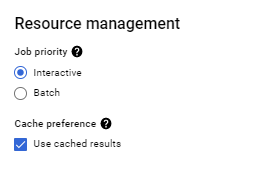 Resource management
Job priority ?
Interactive
Batch
Cache preference ?
Use cached results